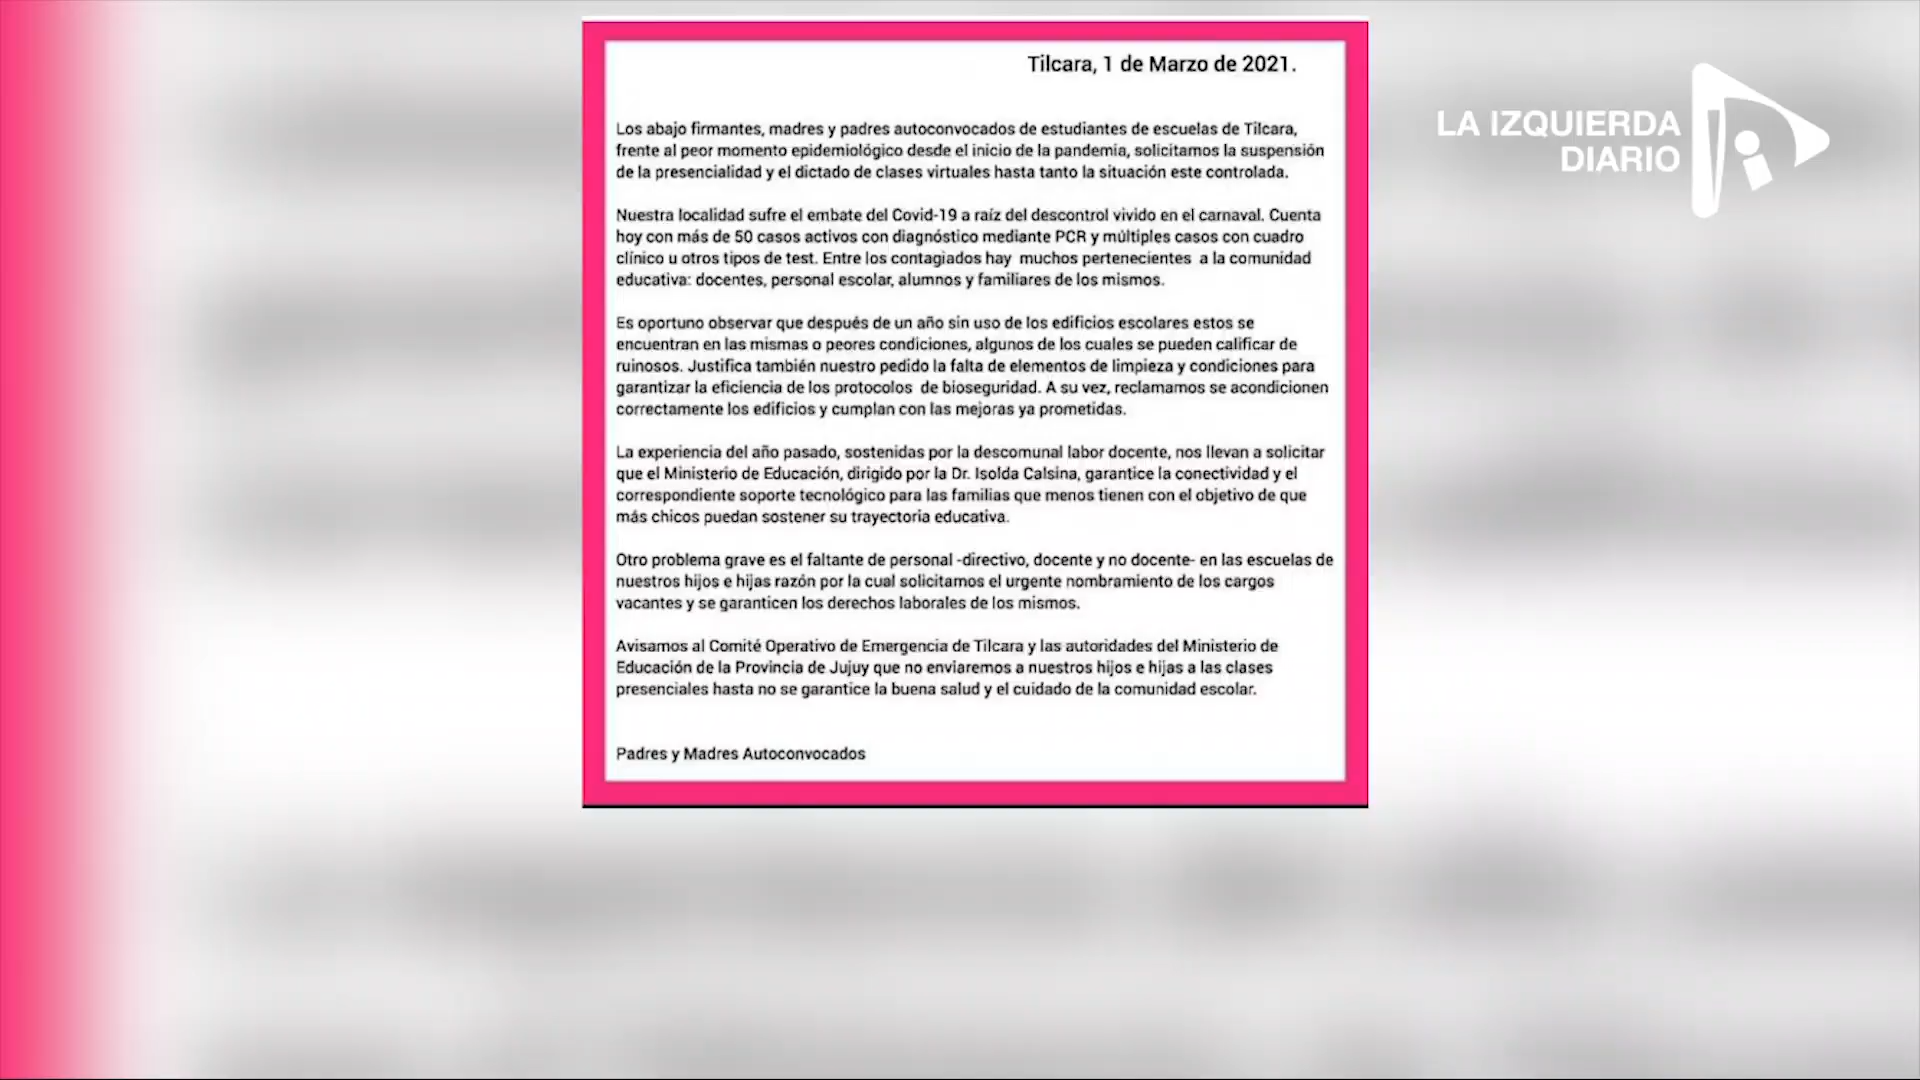 Tilcara, 1 de Marzo de 2021.
Los abajo firmantes, madres y padres autoconvocados de estudiantes de escuelas de Tilcara,
frente al peor momento epidemiológico desde el inicio de la pandemia, solicitamos la suspensión
de la presencialidad y el dictado de clases virtuales hasta tanto la situación este controlada.
Nuestra localidad sufre el embate del Covid-19 a raíz del descontrol vivido en el carnaval. Cuenta
hoy con más de 50 casos activos con diagnóstico mediante PCR y múltiples casos con cuadro
clínico u otros tipos de test. Entre los contagiados hay muchos pertenecientes a la comunidad
educativa: docentes, personal escolar, alumnos y familiares de los mismos.
Es oportuno observar que después de un año sin uso de los edificios escolares estos se
encuentran en las mismas o peores condiciones, algunos de los cuales se pueden calificar de
ruinosos. Justifica también nuestro pedido la falta de elementos de limpieza y condiciones para
garantizar la eficiencia de los protocolos de bioseguridad. A su vez, reclamamos se acondicionen
correctamente los edificios y cumplan con las mejoras ya prometidas.
La experiencia del año pasado, sostenidas por la descomunal labor docente, nos llevan a solicitar
que el Ministerio de Educación, dirigido por la Dr. Isolda Calsina, garantice la conectividad y el
correspondiente soporte tecnológico para las familias que menos tienen con el objetivo de que
más chicos puedan sostener su trayectoria educativa.
Otro problema grave es el faltante de personal -directivo, docente y no docente- en las escuelas de
nuestros hijos e hijas razón por la cual solicitamos el urgente nombramiento de los cargos
vacantes y se garanticen los derechos laborales de los mismos.
Avisamos al Comité Operativo de Emergencia de Tilcara y las autoridades del Ministerio de
Educación de la Provincia de Jujuy que no enviaremos a nuestros hijos e hijas a las clases
presenciales hasta no se garantice la buena salud y el cuidado de la comunidad escolar.
Padres y Madres Autoconvocados
LA IZQUIERDA
DIARIO